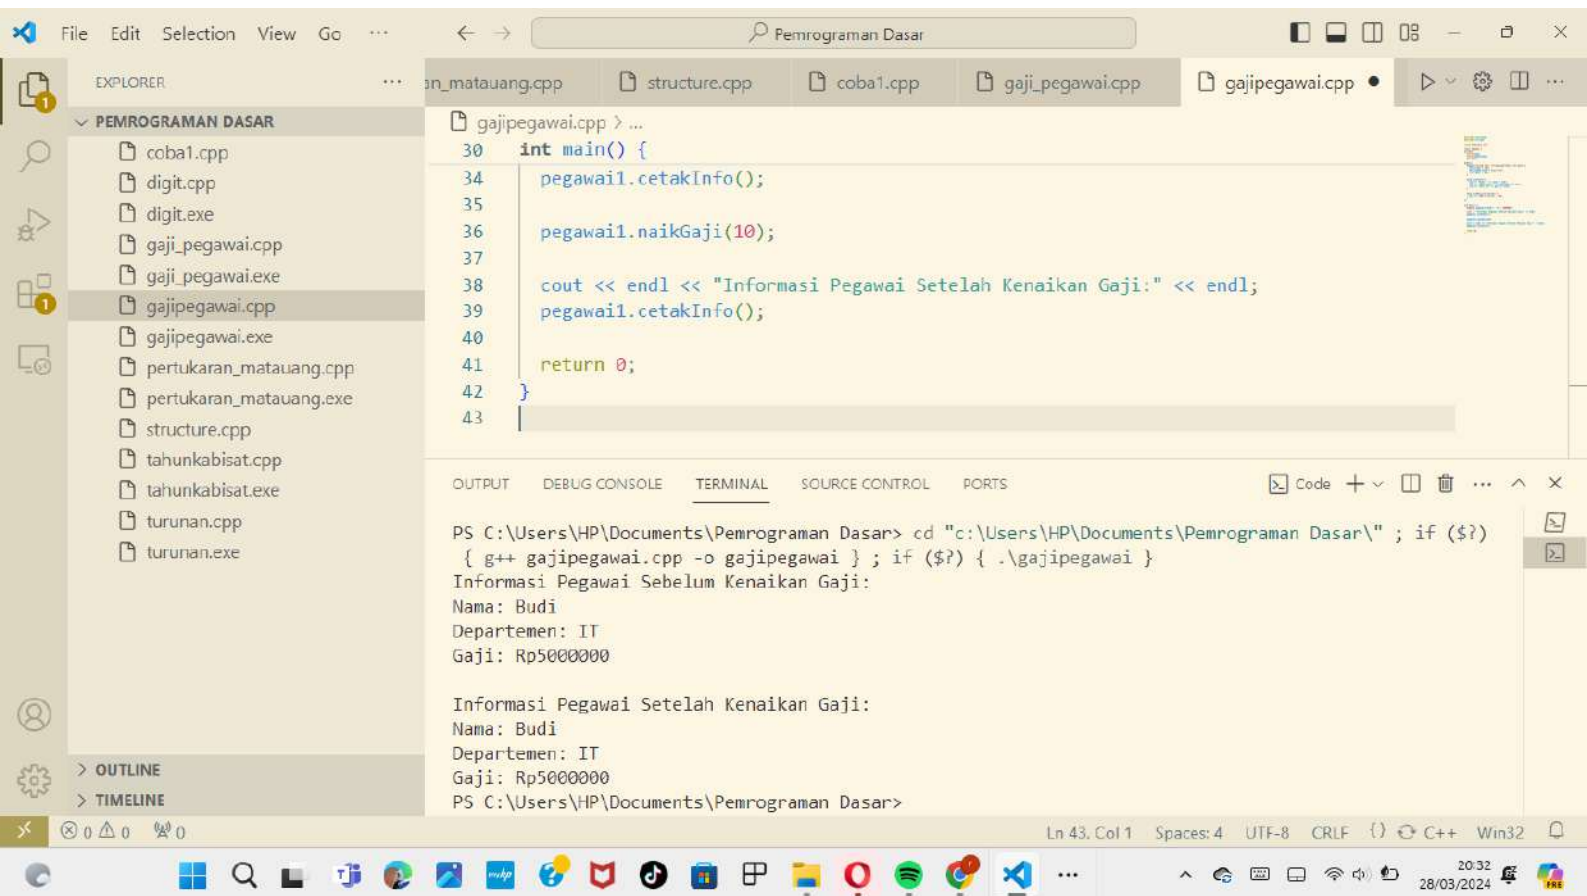 File Edit Selection View Go ··· Pemrograman Dasar
EXPLORER ···
PEMROGRAMAN DASAR
coba1.cpp
digit.cpp
digit.exe
gaji_pegawai.cpp
gaji_pegawai.exe
gajipegawai.cpp
gajipegawai.exe
pertukaran_matauang.cpp
pertukaran_matauang.exe
structure.cpp
tahunkabisat.cpp
tahunkabisat.exe
turunan.cpp
turunan.exe
OUTLINE
TIMELINE
an_matauang.cpp structure.cpp coba1.cpp gaji_pegawai.cpp gajipegawai.cpp
gajipegawai.cpp > ...
30 int main() {
34 pegawai1.cetakInfo();
35
36 pegawai1.naikGaji(10);
37
38 cout << endl << "Informasi Pegawai Setelah Kenaikan Gaji:" << endl;
39 pegawai1.cetakInfo();
40
41 return 0;
42 }
43
OUTPUT DEBUG CONSOLE TERMINAL SOURCE CONTROL PORTS Code
PS C:\Users\HP\Documents\Pemrograman Dasar> cd "c:\Users\HP\Documents\Pemrograman Dasar\" ; if ($?)
{ g++ gajipegawai.cpp -o gajipegawai } ; if ($?) { .\gajipegawai }
Informasi Pegawai Sebelum Kenaikan Gaji:
Nama: Budi
Departemen: IT
Gaji: Rp5000000
Informasi Pegawai Setelah Kenaikan Gaji:
Nama: Budi
Departemen: IT
Gaji: Rp5000000
PS C:\Users\HP\Documents\Pemrograman Dasar>
0 0 0 Ln 43, Col 1 Spaces: 4 UTF-8 CRLF {} C++ Win32
20:32
28/03/2024